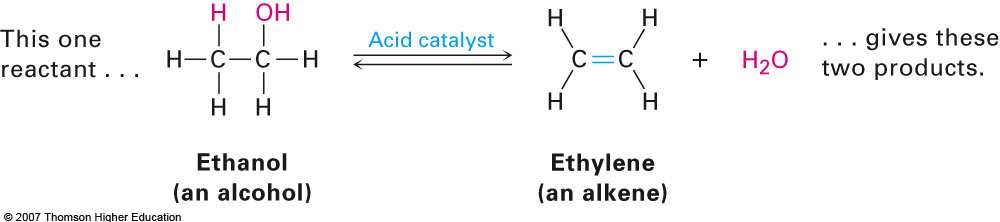 This one
reactant . . .
H OH
H–C–C–H
H H
Acid catalyst
H H
C=C
H H
+ H₂O
. . . gives these
two products.
Ethanol
(an alcohol)
Ethylene
(an alkene)
© 2007 Thomson Higher Education